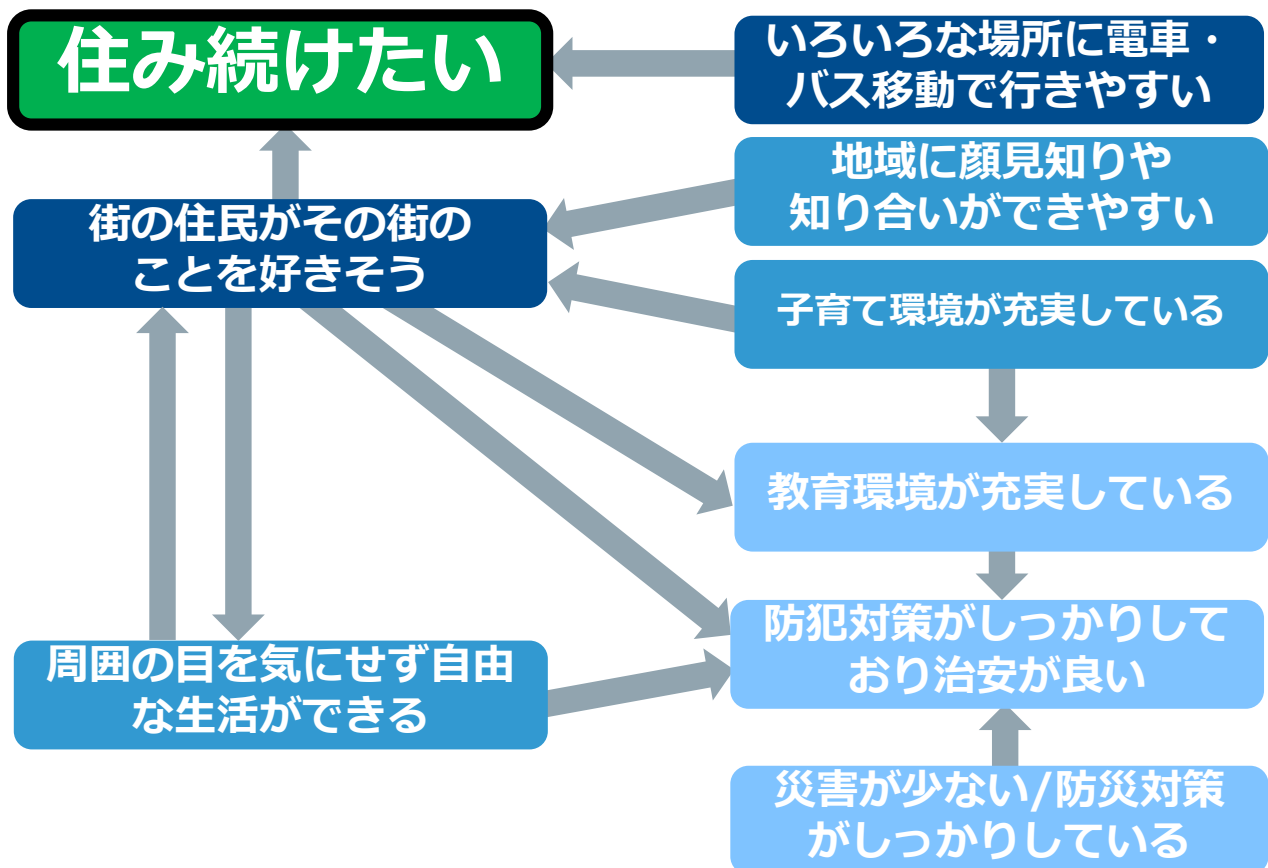 住み続けたい
いろいろな場所に電車・
バス移動で行きやすい
地域に顔見知りや
知り合いができやすい
街の住民がその街の
ことを好きそう
子育て環境が充実している
教育環境が充実している
防犯対策がしっかりして
おり治安が良い
周囲の目を気にせず自由
な生活ができる
災害が少ない/防災対策
がしっかりしている